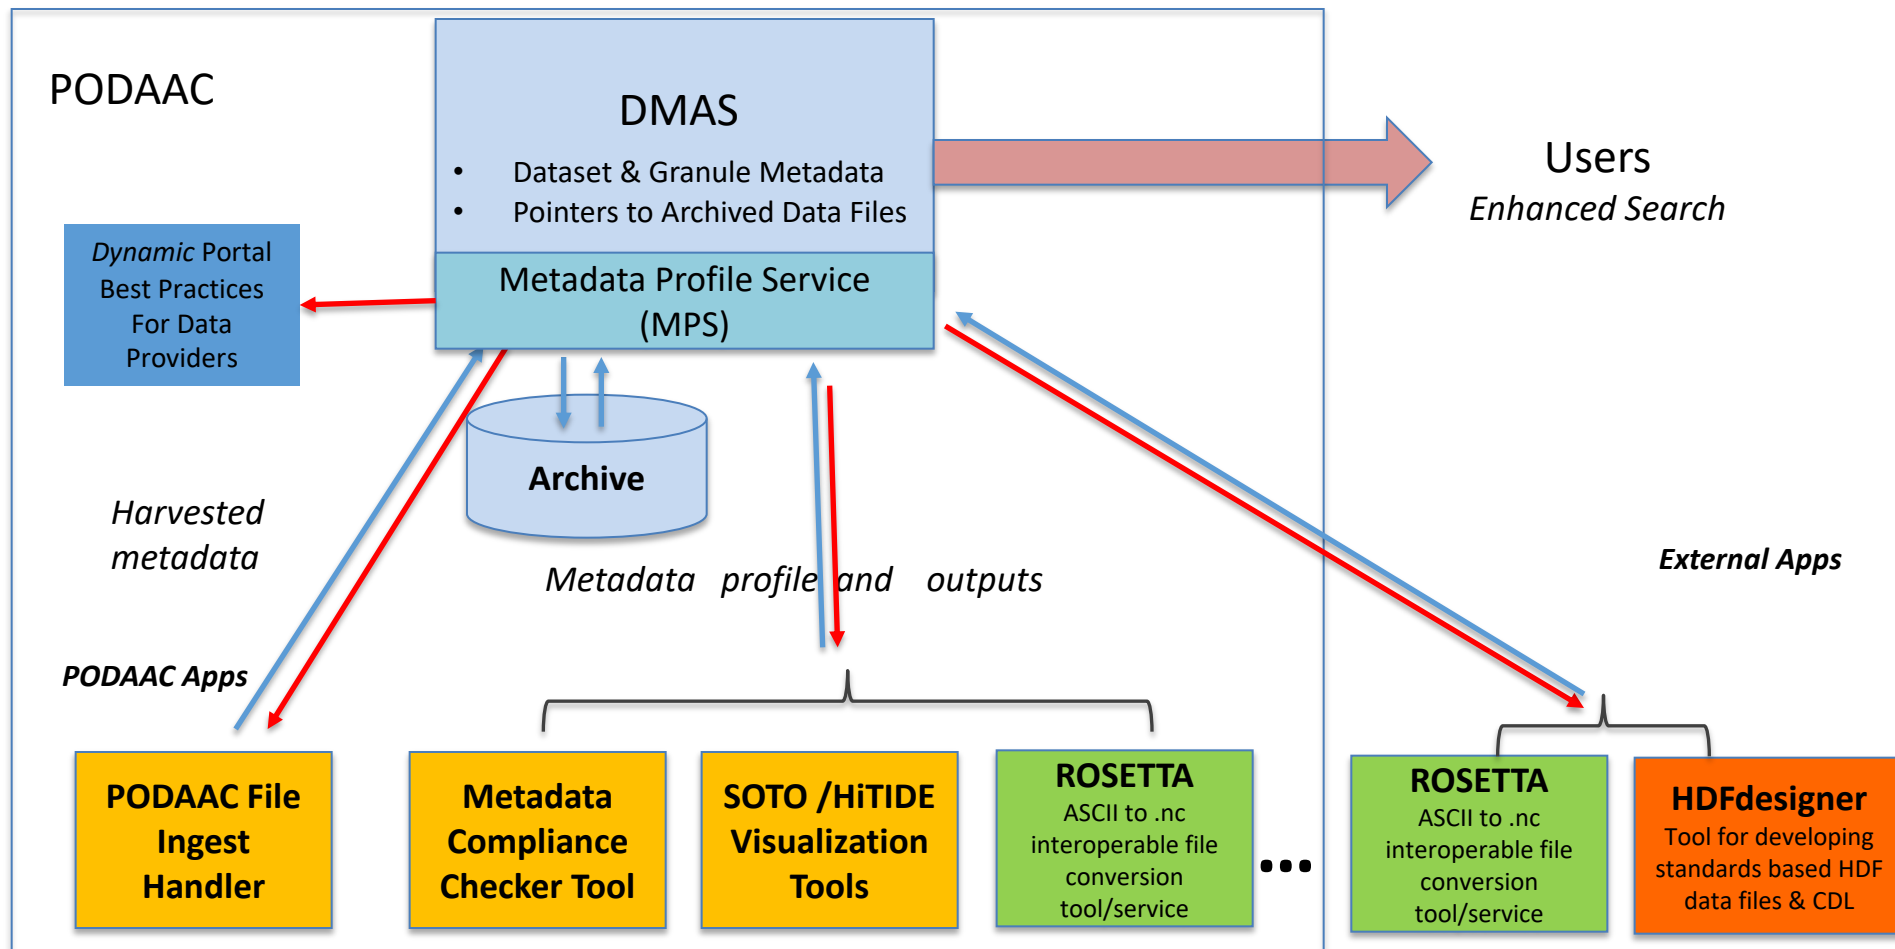 PODAAC
DMAS
• Dataset & Granule Metadata
• Pointers to Archived Data Files
Users
Enhanced Search
Dynamic Portal
Best Practices
For Data
Providers
Metadata Profile Service
(MPS)
Archive
Harvested
metadata
Metadata profile and outputs
External Apps
PODAAC Apps
PODAAC File
Ingest
Handler
Metadata
Compliance
Checker Tool
SOTO /HiTIDE
Visualization
Tools
ROSETTA
ASCII to .nc
interoperable file
conversion
tool/service
...
ROSETTA
ASCII to .nc
interoperable file
conversion
tool/service
HDFdesigner
Tool for developing
standards based HDF
data files & CDL